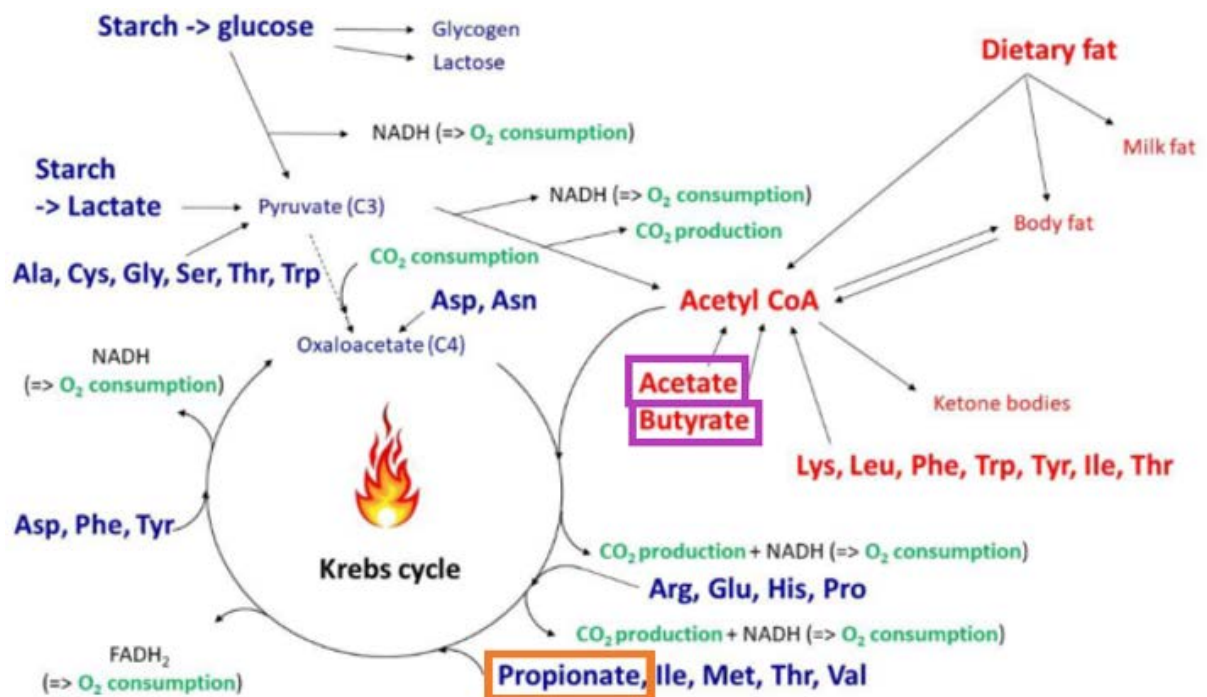 Starch -> glucose
Glycogen
Lactose
Dietary fat
NADH (=> O₂ consumption)
Milk fat
Starch
-> Lactate
Pyruvate (C3)
NADH (=> O₂ consumption)
CO₂ production
Body fat
CO₂ consumption
Ala, Cys, Gly, Ser, Thr, Trp
Asp, Asn
Acetyl CoA
Oxaloacetate (C4)
NADH
(=> O₂ consumption)
Acetate
Butyrate
Ketone bodies
Lys, Leu, Phe, Trp, Tyr, Ile, Thr
Asp, Phe, Tyr
Krebs cycle
CO₂ production + NADH (=> O₂ consumption)
Arg, Glu, His, Pro
CO₂ production + NADH (=> O₂ consumption)
FADH₂
(=> O₂ consumption)
Propionate, Ile, Met, Thr, Val